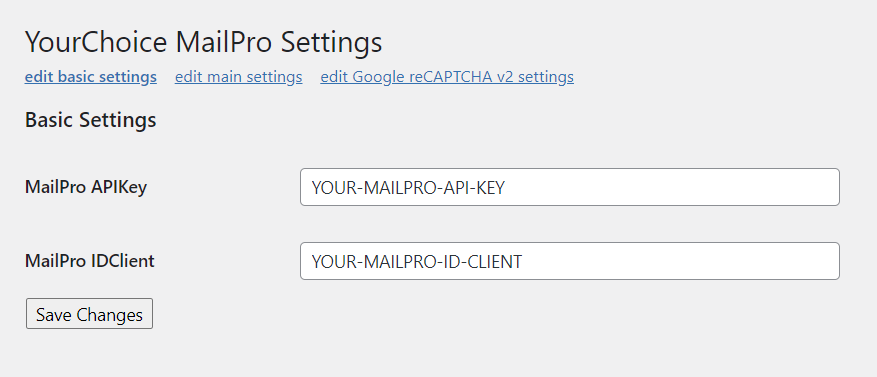 YourChoice MailPro Settings
edit basic settings edit main settings edit Google reCAPTCHA v2 settings
Basic Settings
MailPro APIKey YOUR-MAILPRO-API-KEY
MailPro IDClient YOUR-MAILPRO-ID-CLIENT
Save Changes